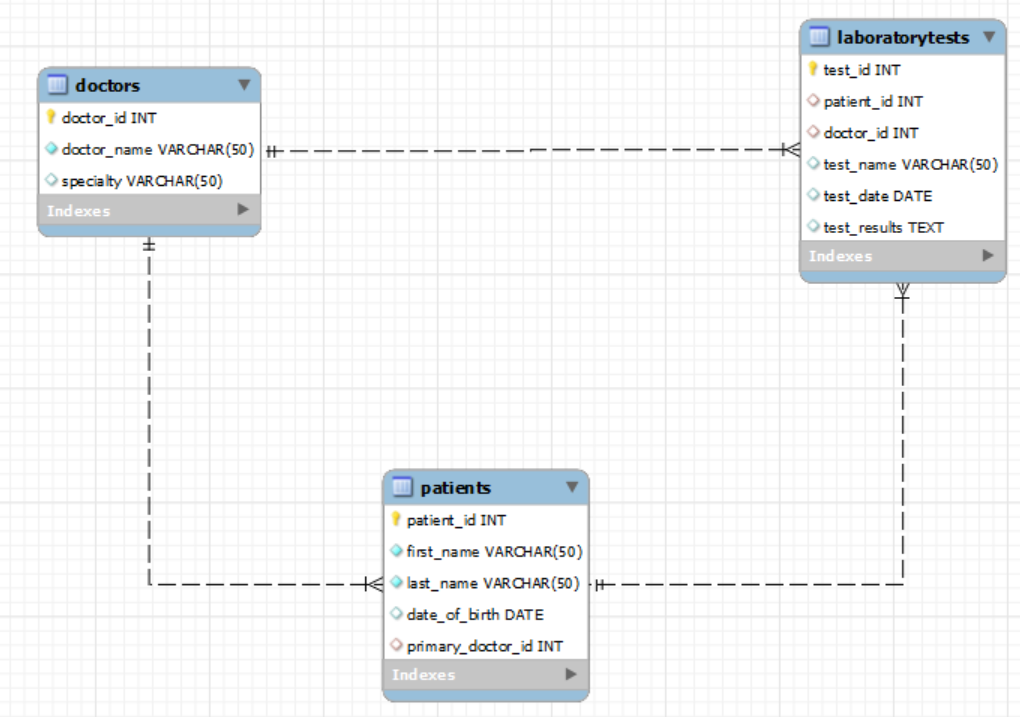 doctors
doctor_id INT
doctor_name VARCHAR(50)
specialty VARCHAR(50)
Indexes
laboratorytests
test_id INT
patient_id INT
doctor_id INT
test_name VARCHAR(50)
test_date DATE
test_results TEXT
Indexes
patients
patient_id INT
first_name VARCHAR(50)
last_name VARCHAR(50)
date_of_birth DATE
primary_doctor_id INT
Indexes